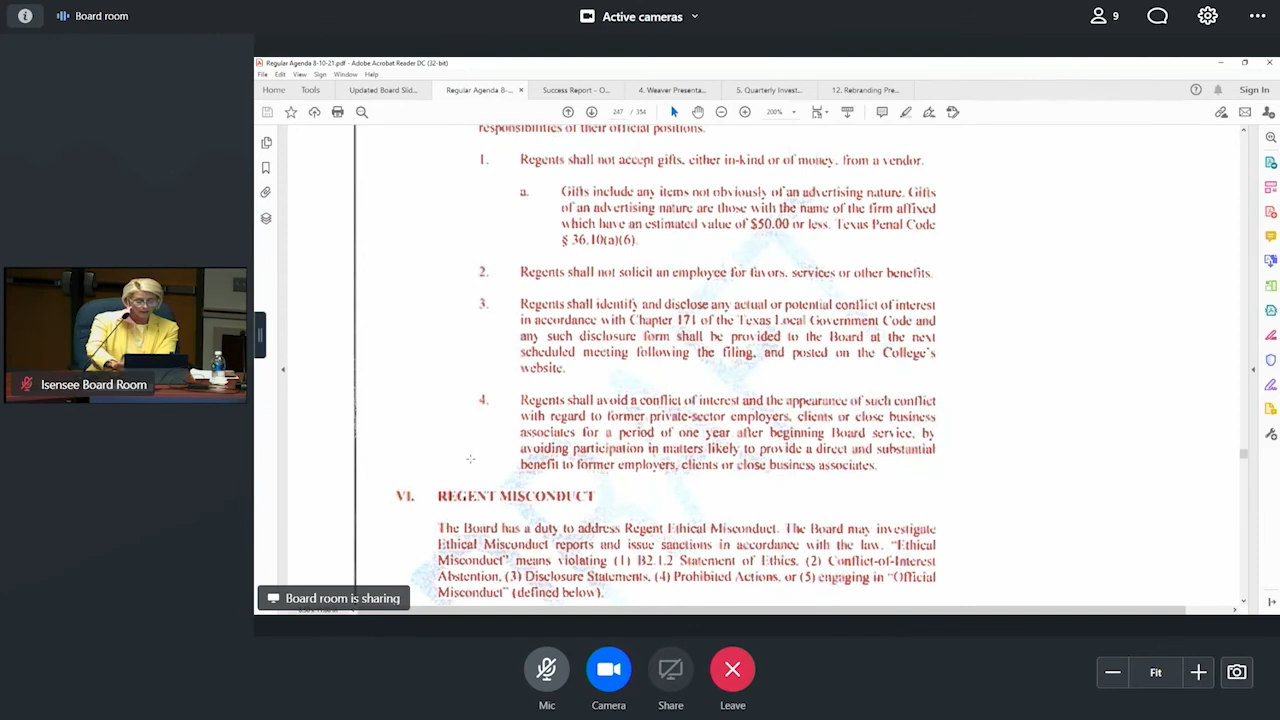 Board room
Active cameras
9
Regular Agenda 8-10-21.pdf - Adobe Acrobat Reader DC (32-bit)
File Edit View Sign Window Help
Home Tools Updated Board Slid... Regular Agenda 8-... Success Report - O... 4. Weaver Presenta... 5. Quarterly Invest... 12. Rebranding Pre... Sign In
247 / 354 200%
responsibilities of their official positions.
1. Regents shall not accept gifts, either in-kind or of money, from a vendor.
a. Gifts include any items not obviously of an advertising nature. Gifts
of an advertising nature are those with the name of the firm affixed
which have an estimated value of $50.00 or less. Texas Penal Code
§ 36.10(a)(6).
2. Regents shall not solicit an employee for favors, services or other benefits.
3. Regents shall identify and disclose any actual or potential conflict of interest
in accordance with Chapter 171 of the Texas Local Government Code and
any such disclosure form shall be provided to the Board at the next
scheduled meeting following the filing, and posted on the College's
website.
4. Regents shall avoid a conflict of interest and the appearance of such conflict
with regard to former private-sector employers, clients or close business
associates for a period of one year after beginning Board service, by
avoiding participation in matters likely to provide a direct and substantial
benefit to former employers, clients or close business associates.
VI. REGENT MISCONDUCT
The Board has a duty to address Regent Ethical Misconduct. The Board may investigate
Ethical Misconduct reports and issue sanctions in accordance with the law. "Ethical
Misconduct" means violating (1) B2.1.2 Statement of Ethics, (2) Conflict-of-Interest
Abstention, (3) Disclosure Statements, (4) Prohibited Actions, or (5) engaging in "Official
Misconduct" (defined below).
Isensee Board Room
Board room is sharing
Mic Camera Share Leave
Fit